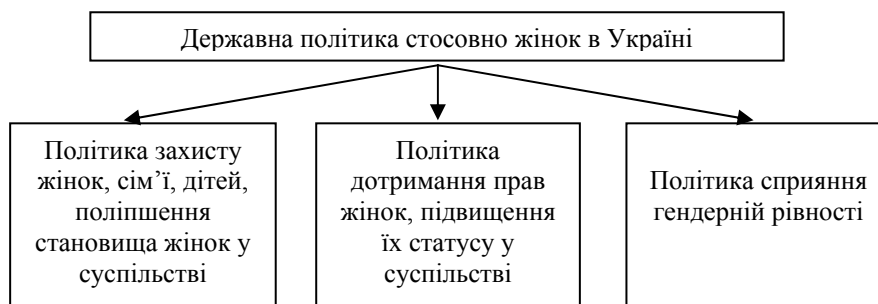 Державна політика стосовно жінок в Україні
Політика захисту
жінок, сім’ї, дітей,
поліпшення
становища жінок у
суспільстві
Політика
дотримання прав
жінок, підвищення
їх статусу у
суспільстві
Політика сприяння
гендерній рівності